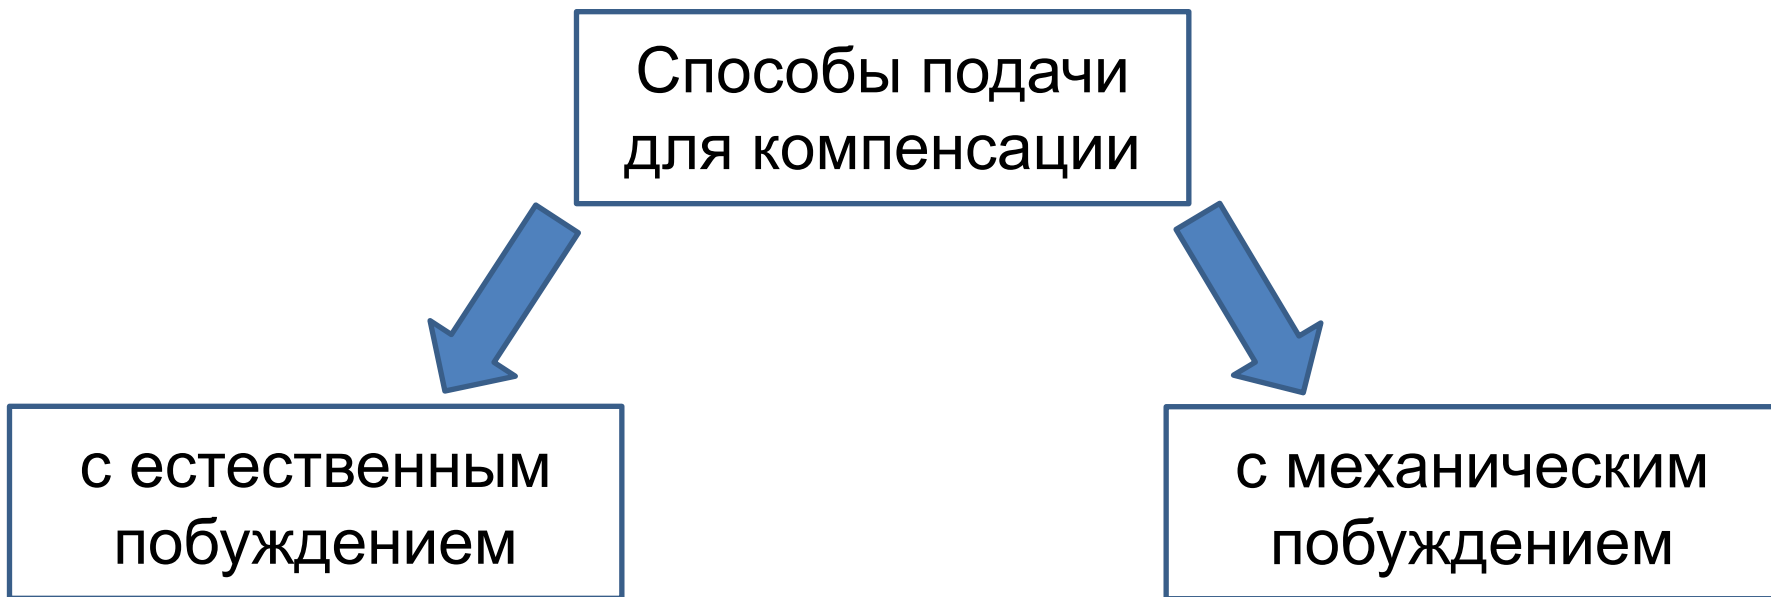 Способы подачи
для компенсации
с естественным
побуждением
с механическим
побуждением